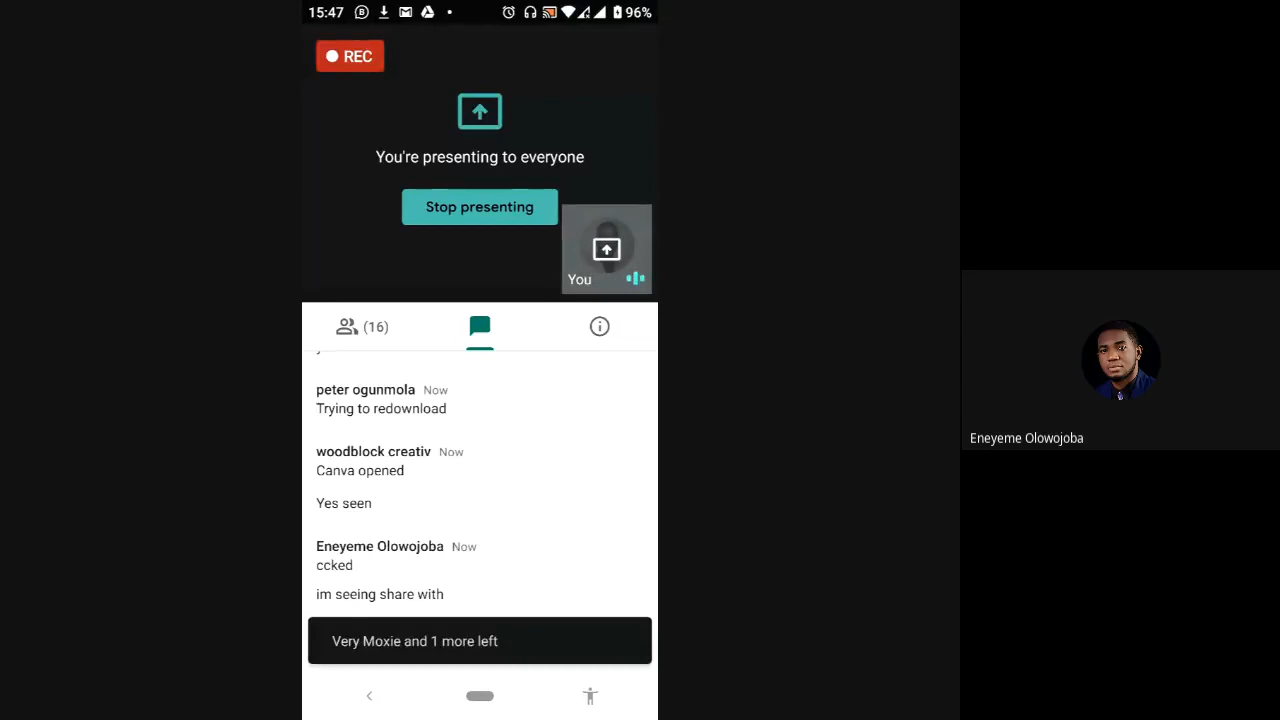 15:47
96%
REC
You're presenting to everyone
Stop presenting
You
(16)
peter ogunmola Now
Trying to redownload
woodblock creativ Now
Canva opened
Yes seen
Eneyeme Olowojoba Now
ccked
im seeing share with
Very Moxie and 1 more left
Eneyeme Olowojoba